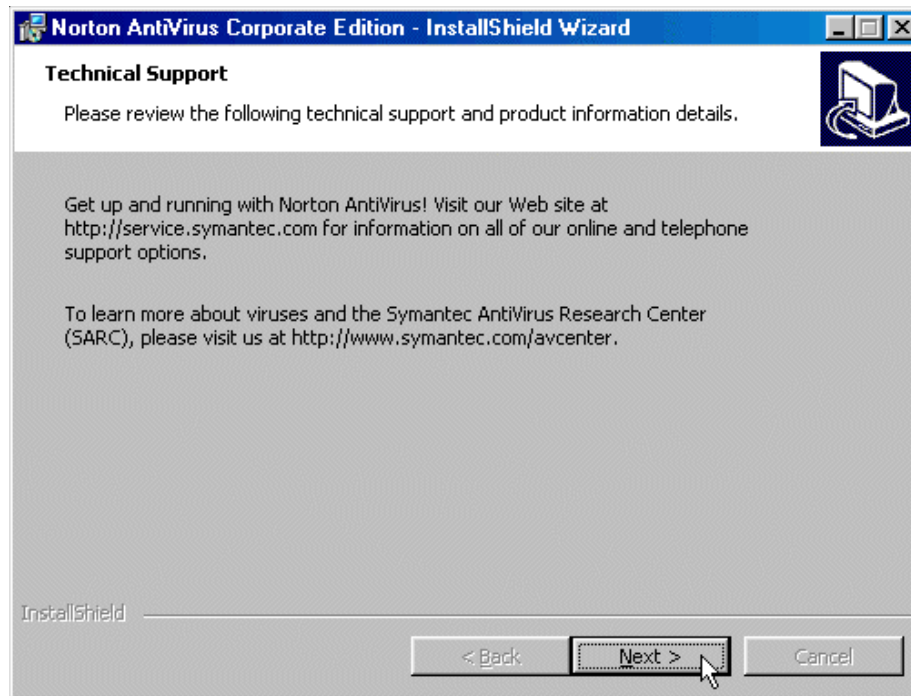 Norton AntiVirus Corporate Edition - InstallShield Wizard
Technical Support
Please review the following technical support and product information details.
Get up and running with Norton AntiVirus! Visit our Web site at
http://service.symantec.com for information on all of our online and telephone
support options.
To learn more about viruses and the Symantec AntiVirus Research Center
(SARC), please visit us at http://www.symantec.com/avcenter.
InstallShield
< Back Next > Cancel